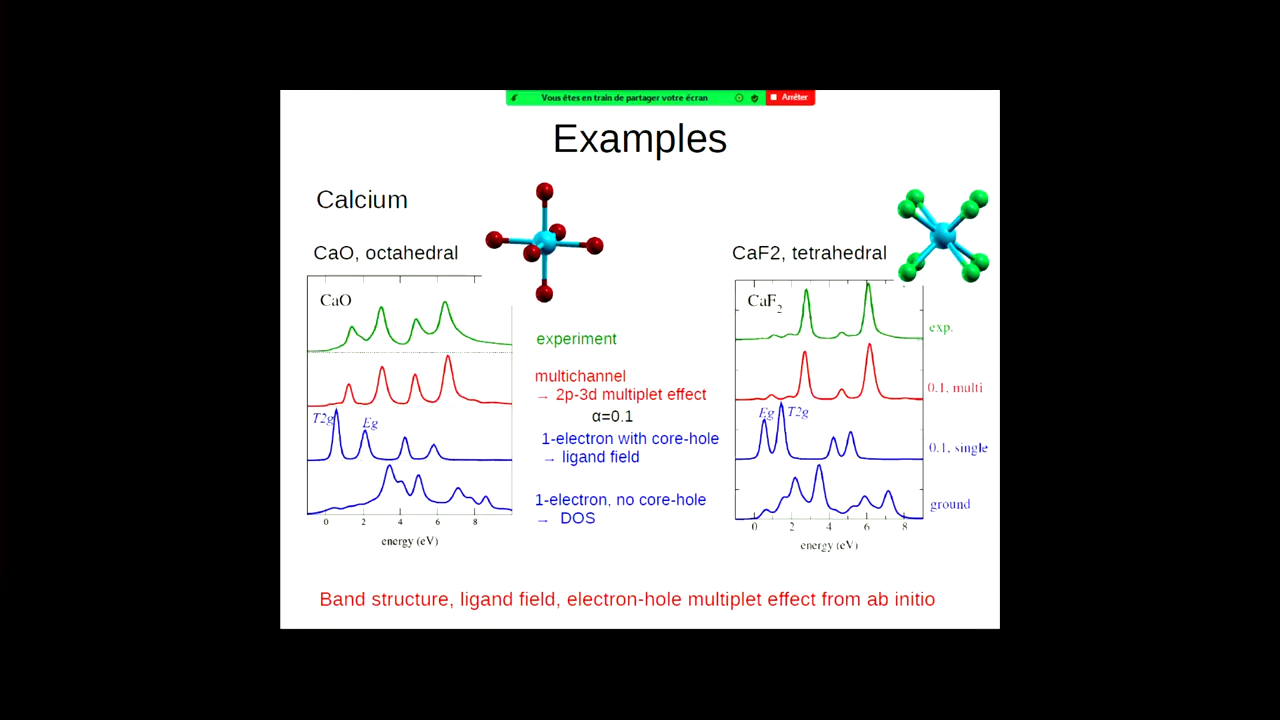 Vous êtes en train de partager votre écran
Arrêter
Examples
Calcium
CaO, octahedral
CaF2, tetrahedral
CaO
T2g
Eg
0 2 4 6 8
energy (eV)
experiment
multichannel
→ 2p-3d multiplet effect
α=0.1
1-electron with core-hole
→ ligand field
1-electron, no core-hole
→ DOS
CaF2
exp.
0.1, multi
Eg T2g
0.1, single
ground
0 2 4 6 8
energy (eV)
Band structure, ligand field, electron-hole multiplet effect from ab initio